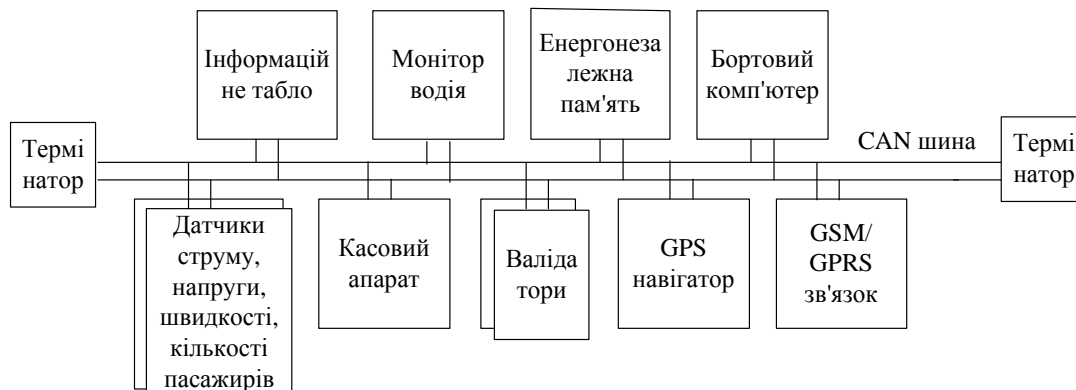 Інформацій
не табло
Монітор
водія
Енергонеза
лежна
пам'ять
Бортовий
комп'ютер
Термі
натор
CAN шина
Термі
натор
Датчики
струму,
напруги,
швидкості,
кількості
пасажирів
Касовий
апарат
Валіда
тори
GPS
навігатор
GSM/
GPRS
зв'язок